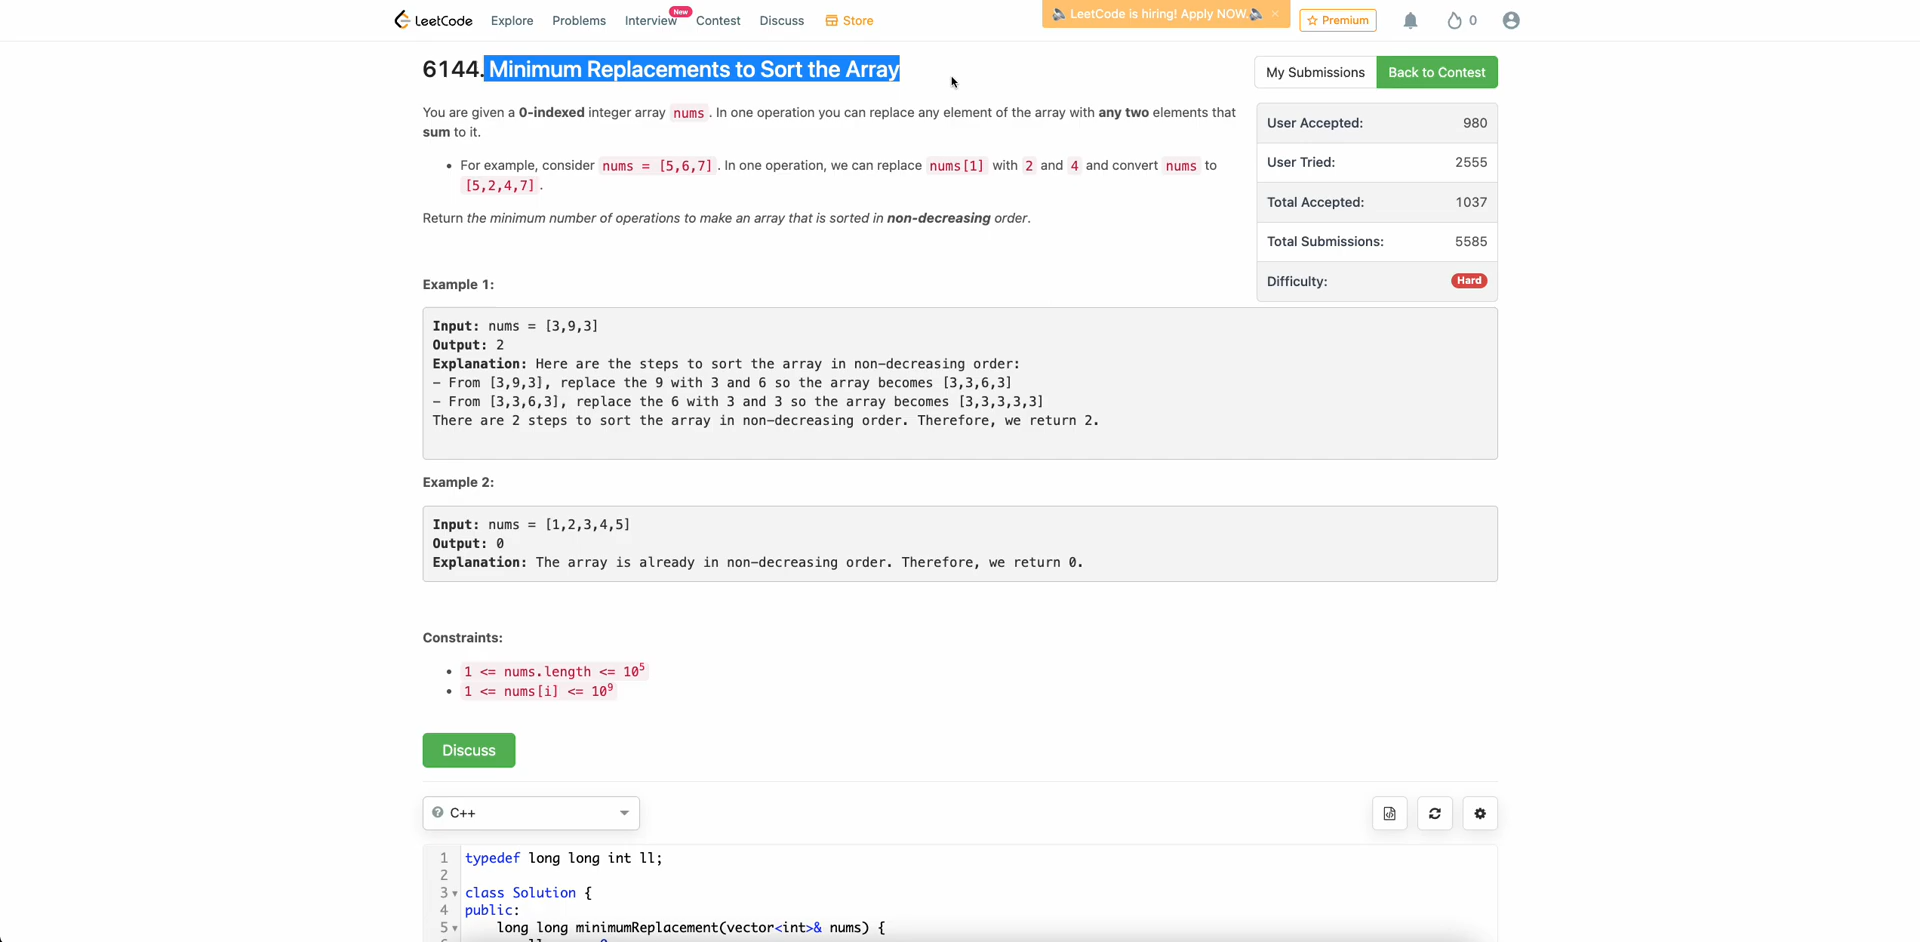 LeetCode Explore Problems Interview New Contest Discuss Store LeetCode is hiring! Apply NOW. × Premium 0
6144. Minimum Replacements to Sort the Array
My Submissions Back to Contest
You are given a 0-indexed integer array nums . In one operation you can replace any element of the array with any two elements that
sum to it.
• For example, consider nums = [5,6,7] . In one operation, we can replace nums[1] with 2 and 4 and convert nums to
[5,2,4,7] .
Return the minimum number of operations to make an array that is sorted in non-decreasing order.
User Accepted: 980
User Tried: 2555
Total Accepted: 1037
Total Submissions: 5585
Difficulty: Hard
Example 1:
Input: nums = [3,9,3]
Output: 2
Explanation: Here are the steps to sort the array in non-decreasing order:
- From [3,9,3], replace the 9 with 3 and 6 so the array becomes [3,3,6,3]
- From [3,3,6,3], replace the 6 with 3 and 3 so the array becomes [3,3,3,3,3]
There are 2 steps to sort the array in non-decreasing order. Therefore, we return 2.
Example 2:
Input: nums = [1,2,3,4,5]
Output: 0
Explanation: The array is already in non-decreasing order. Therefore, we return 0.
Constraints:
• 1 <= nums.length <= 10⁵
• 1 <= nums[i] <= 10⁹
Discuss
? C++
1 typedef long long int ll;
2
3 class Solution {
4 public:
5 long long minimumReplacement(vector<int>& nums) {